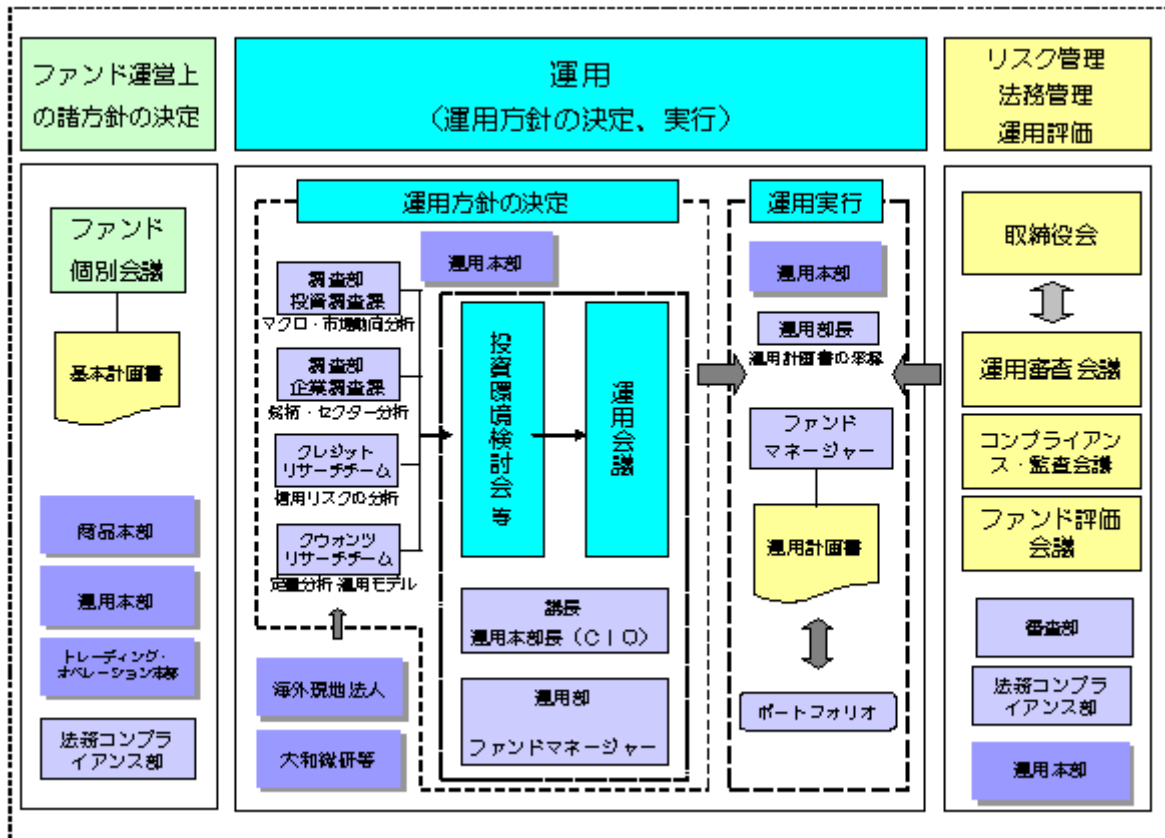 ファンド運営上
の諸方針の決定
運用
（運用方針の決定、実行）
リスク管理
法務管理
運用評価
ファンド
個別会議
基本計画書
商品本部
運用本部
トレーディング・
オペレーション本部
法務コンプラ
イアンス部
運用方針の決定
運用本部
調査部
投資調査課
マクロ・市場動向分析
調査部
企業調査課
銘柄・セクター分析
クレジット
リサーチチーム
信用リスクの分析
クウォンツ
リサーチチーム
定量分析 運用モデル
海外現地法人
大和総研等
投資環境検討会 等
運用会議
議長
運用本部長（ＣＩＯ）
運用部
ファンドマネージャー
運用実行
運用本部
運用部長
運用計画書の承認
ファンド
マネージャー
運用計画書
ポートフォリオ
取締役会
運用審査会議
コンプライアン
ス・監査会議
ファンド評価
会議
審査部
法務コンプラ
イアンス部
運用本部